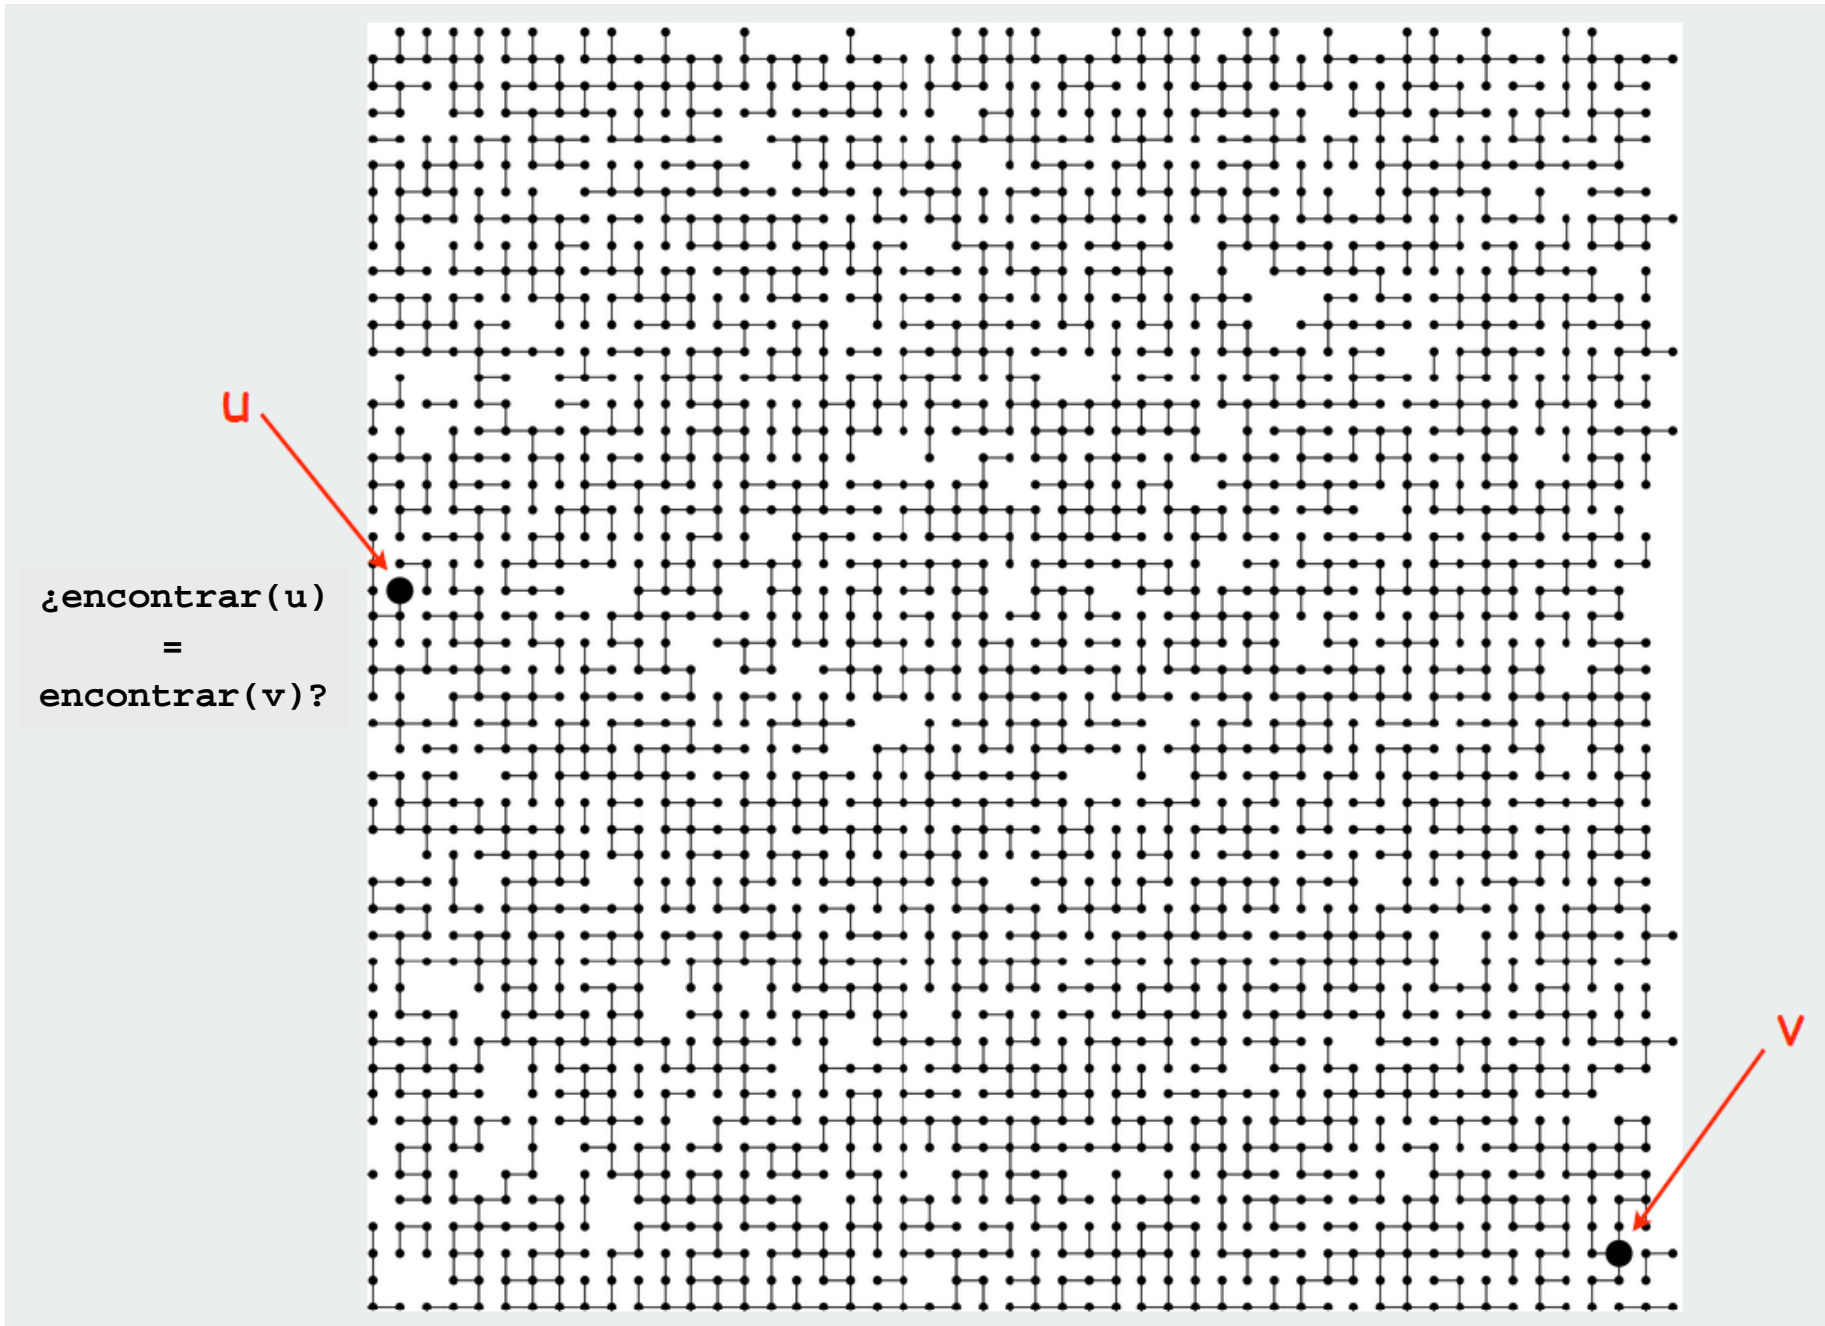 u
¿encontrar(u)
=
encontrar(v)?
v